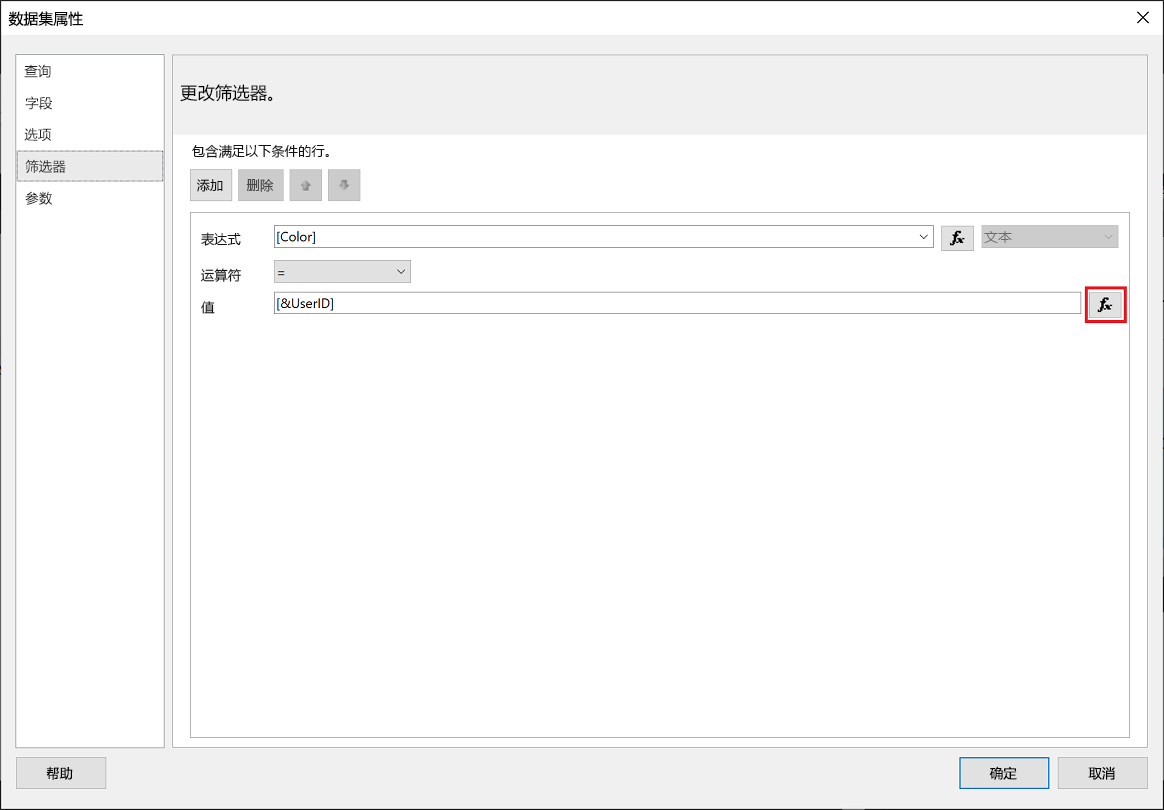 数据集属性
查询
字段
选项
筛选器
参数
更改筛选器。
包含满足以下条件的行。
添加 删除
表达式 [Color] fx 文本
运算符 =
值 [&UserID] fx
帮助 确定 取消